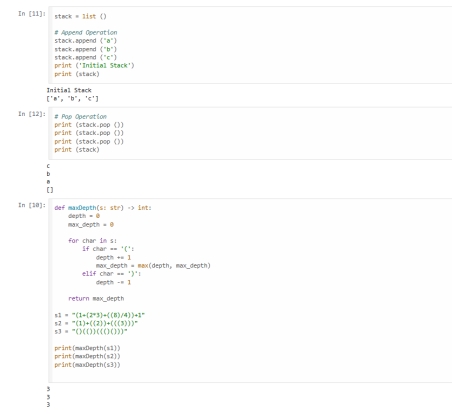 In [11]:
stack = list ()
# Append Operation
stack.append ('a')
stack.append ('b')
stack.append ('c')
print ('Initial Stack')
print (stack)
Initial Stack
['a', 'b', 'c']
In [12]:
# Pop Operation
print (stack.pop ())
print (stack.pop ())
print (stack.pop ())
print (stack)
c
b
a
[]
In [10]:
def maxDepth(s: str) -> int:
depth = 0
max_depth = 0
for char in s:
if char == '(':
depth += 1
max_depth = max(depth, max_depth)
elif char == ')':
depth -= 1
return max_depth
s1 = "(1+(2*3)+((8)/4))+1"
s2 = "(1)+((2))+(((3)))"
s3 = "()(())((()()))"
print(maxDepth(s1))
print(maxDepth(s2))
print(maxDepth(s3))
3
3
3